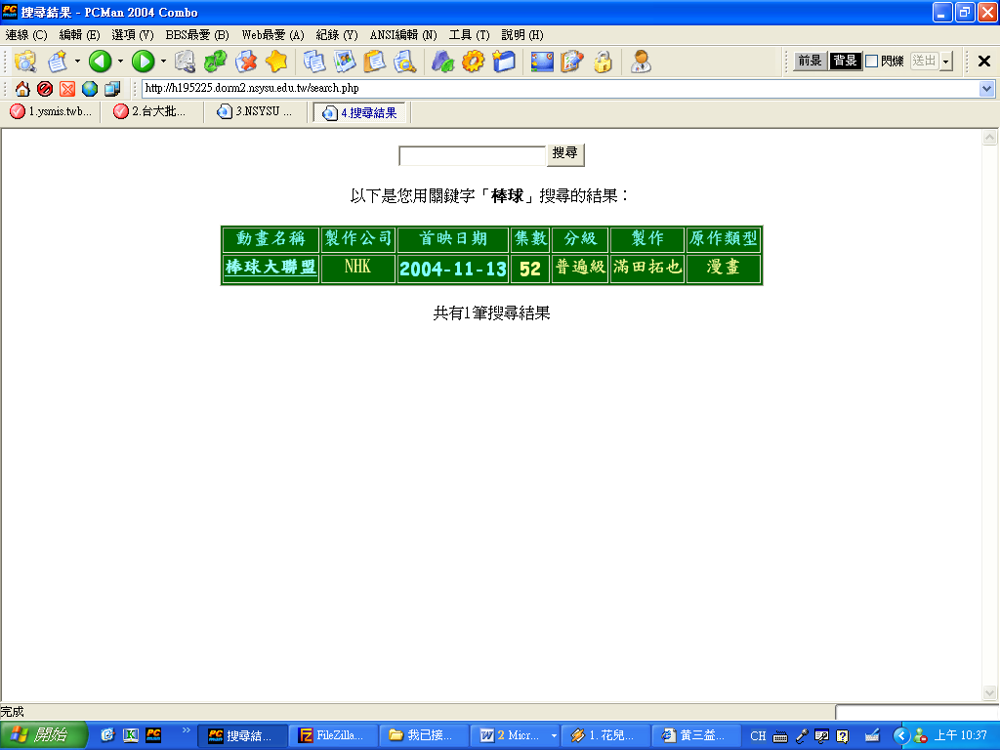 搜尋結果 - PCMan 2004 Combo
連線 (C) 編輯 (E) 選項 (V) BBS最愛 (B) Web最愛 (A) 紀錄 (Y) ANSI編輯 (N) 工具 (T) 說明 (H)
前景 背景 閃爍 送出
http://h195225.dorm2.nsysu.edu.tw/search.php
1.ysmis.twb... 2.台大批... 3.NSYSU ... 4.搜尋結果
搜尋
以下是您用關鍵字「棒球」搜尋的結果：
動畫名稱 製作公司 首映日期 集數 分級 製作 原作類型
棒球大聯盟 NHK 2004-11-13 52 普遍級 滿田拓也 漫畫
共有1筆搜尋結果
完成
開始 搜尋結... FileZilla... 我已接... 2 Micr... 1. 花兒... 黃三益... CH 上午 10:37